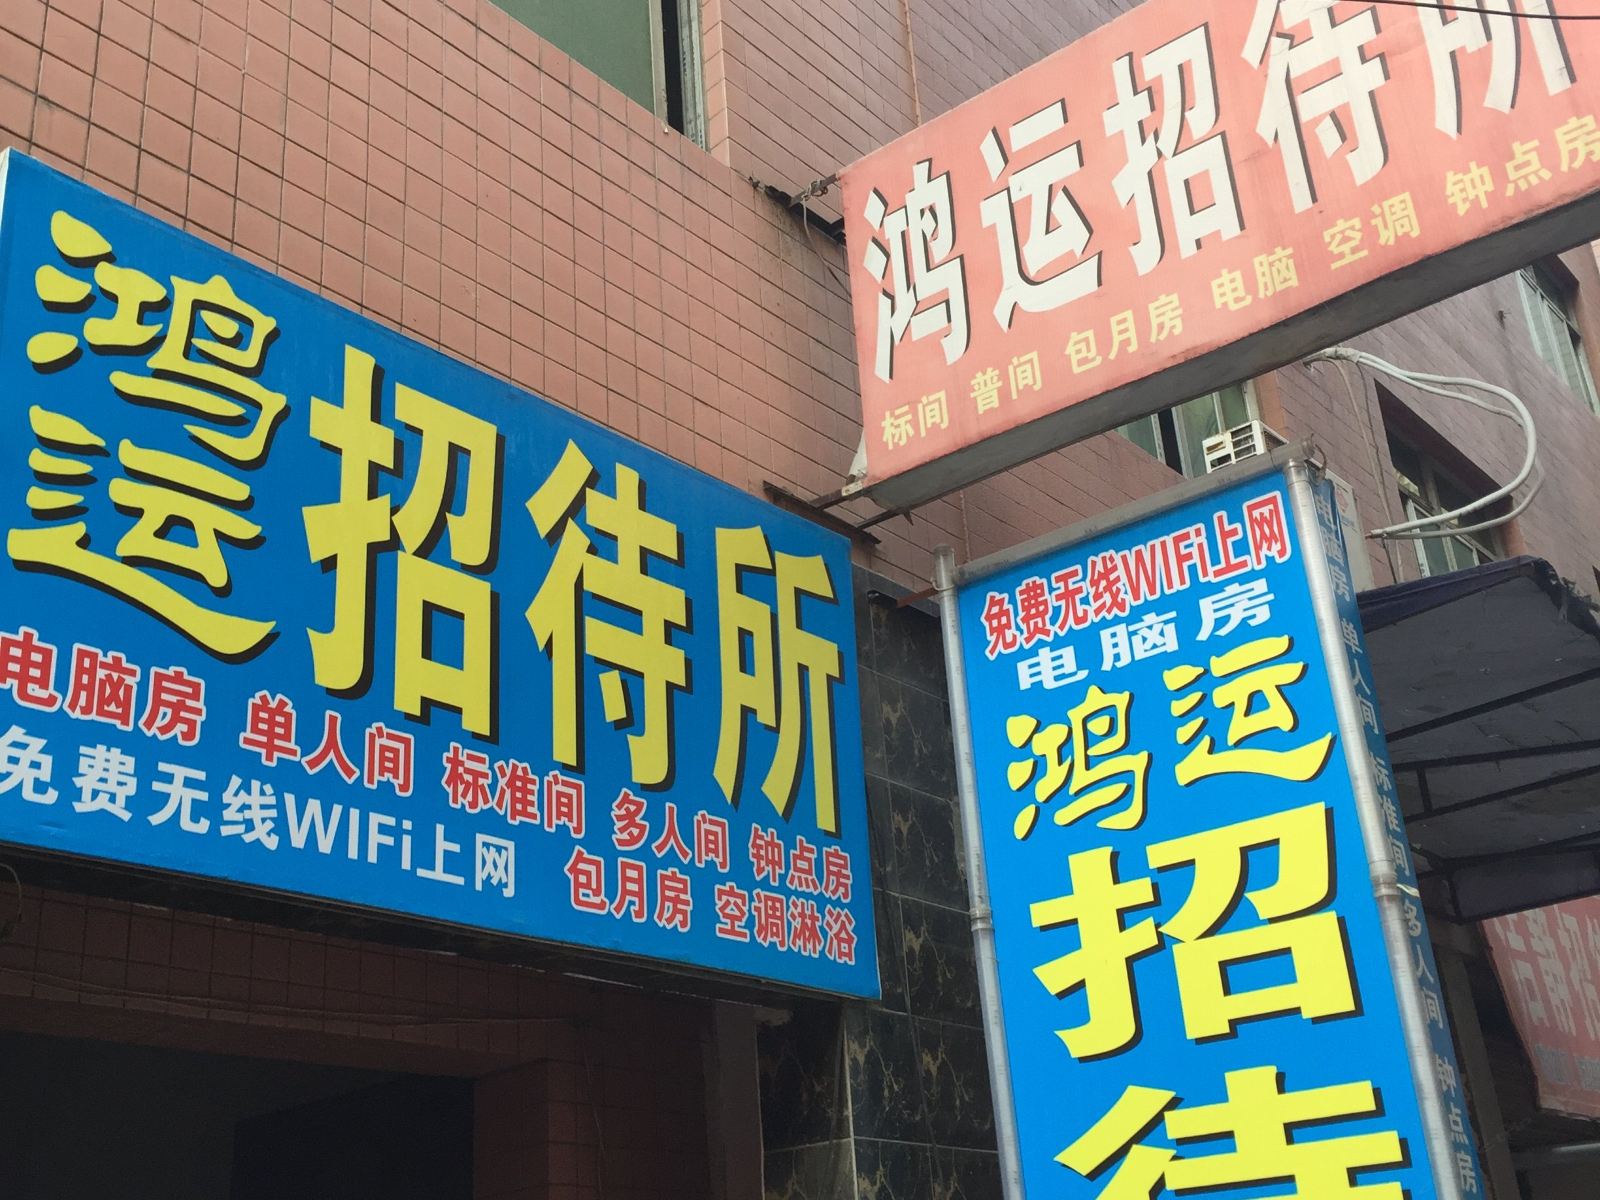 鸿运招待所
电脑房 单人间 标准间 多人间 钟点房
免费无线WIFi上网 包月房 空调淋浴
鸿运招待所
标间 普间 包月房 电脑 空调 钟点房
免费无线WIFi上网
电脑房
鸿运
招
待
电脑房 单人间 标准间 多人间 钟点房